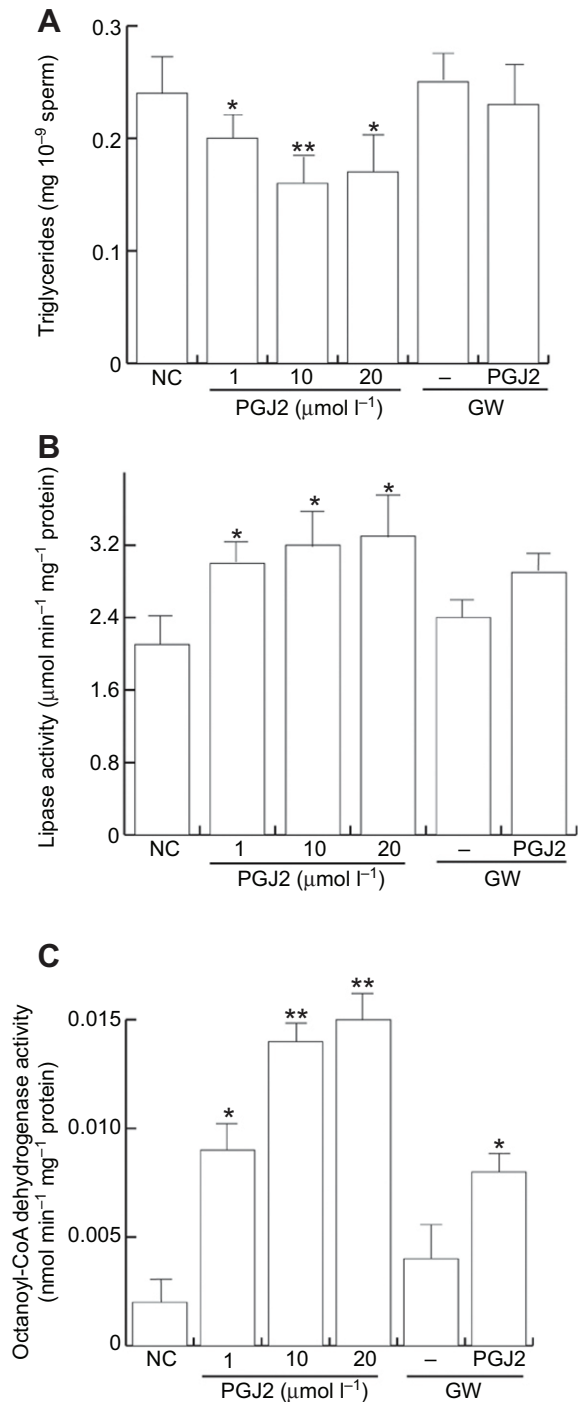 A
Triglycerides (mg 10⁻⁹ sperm)
0.3
0.2
0.1
0
*
**
*
NC
1
10
20
–
PGJ2
PGJ2 (μmol l⁻¹)
GW
B
Lipase activity (μmol min⁻¹ mg⁻¹ protein)
3.2
2.4
1.6
0.8
0
*
*
*
NC
1
10
20
–
PGJ2
PGJ2 (μmol l⁻¹)
GW
C
Octanoyl-CoA dehydrogenase activity
(nmol min⁻¹ mg⁻¹ protein)
0.015
0.010
0.005
0
*
**
**
*
NC
1
10
20
–
PGJ2
PGJ2 (μmol l⁻¹)
GW